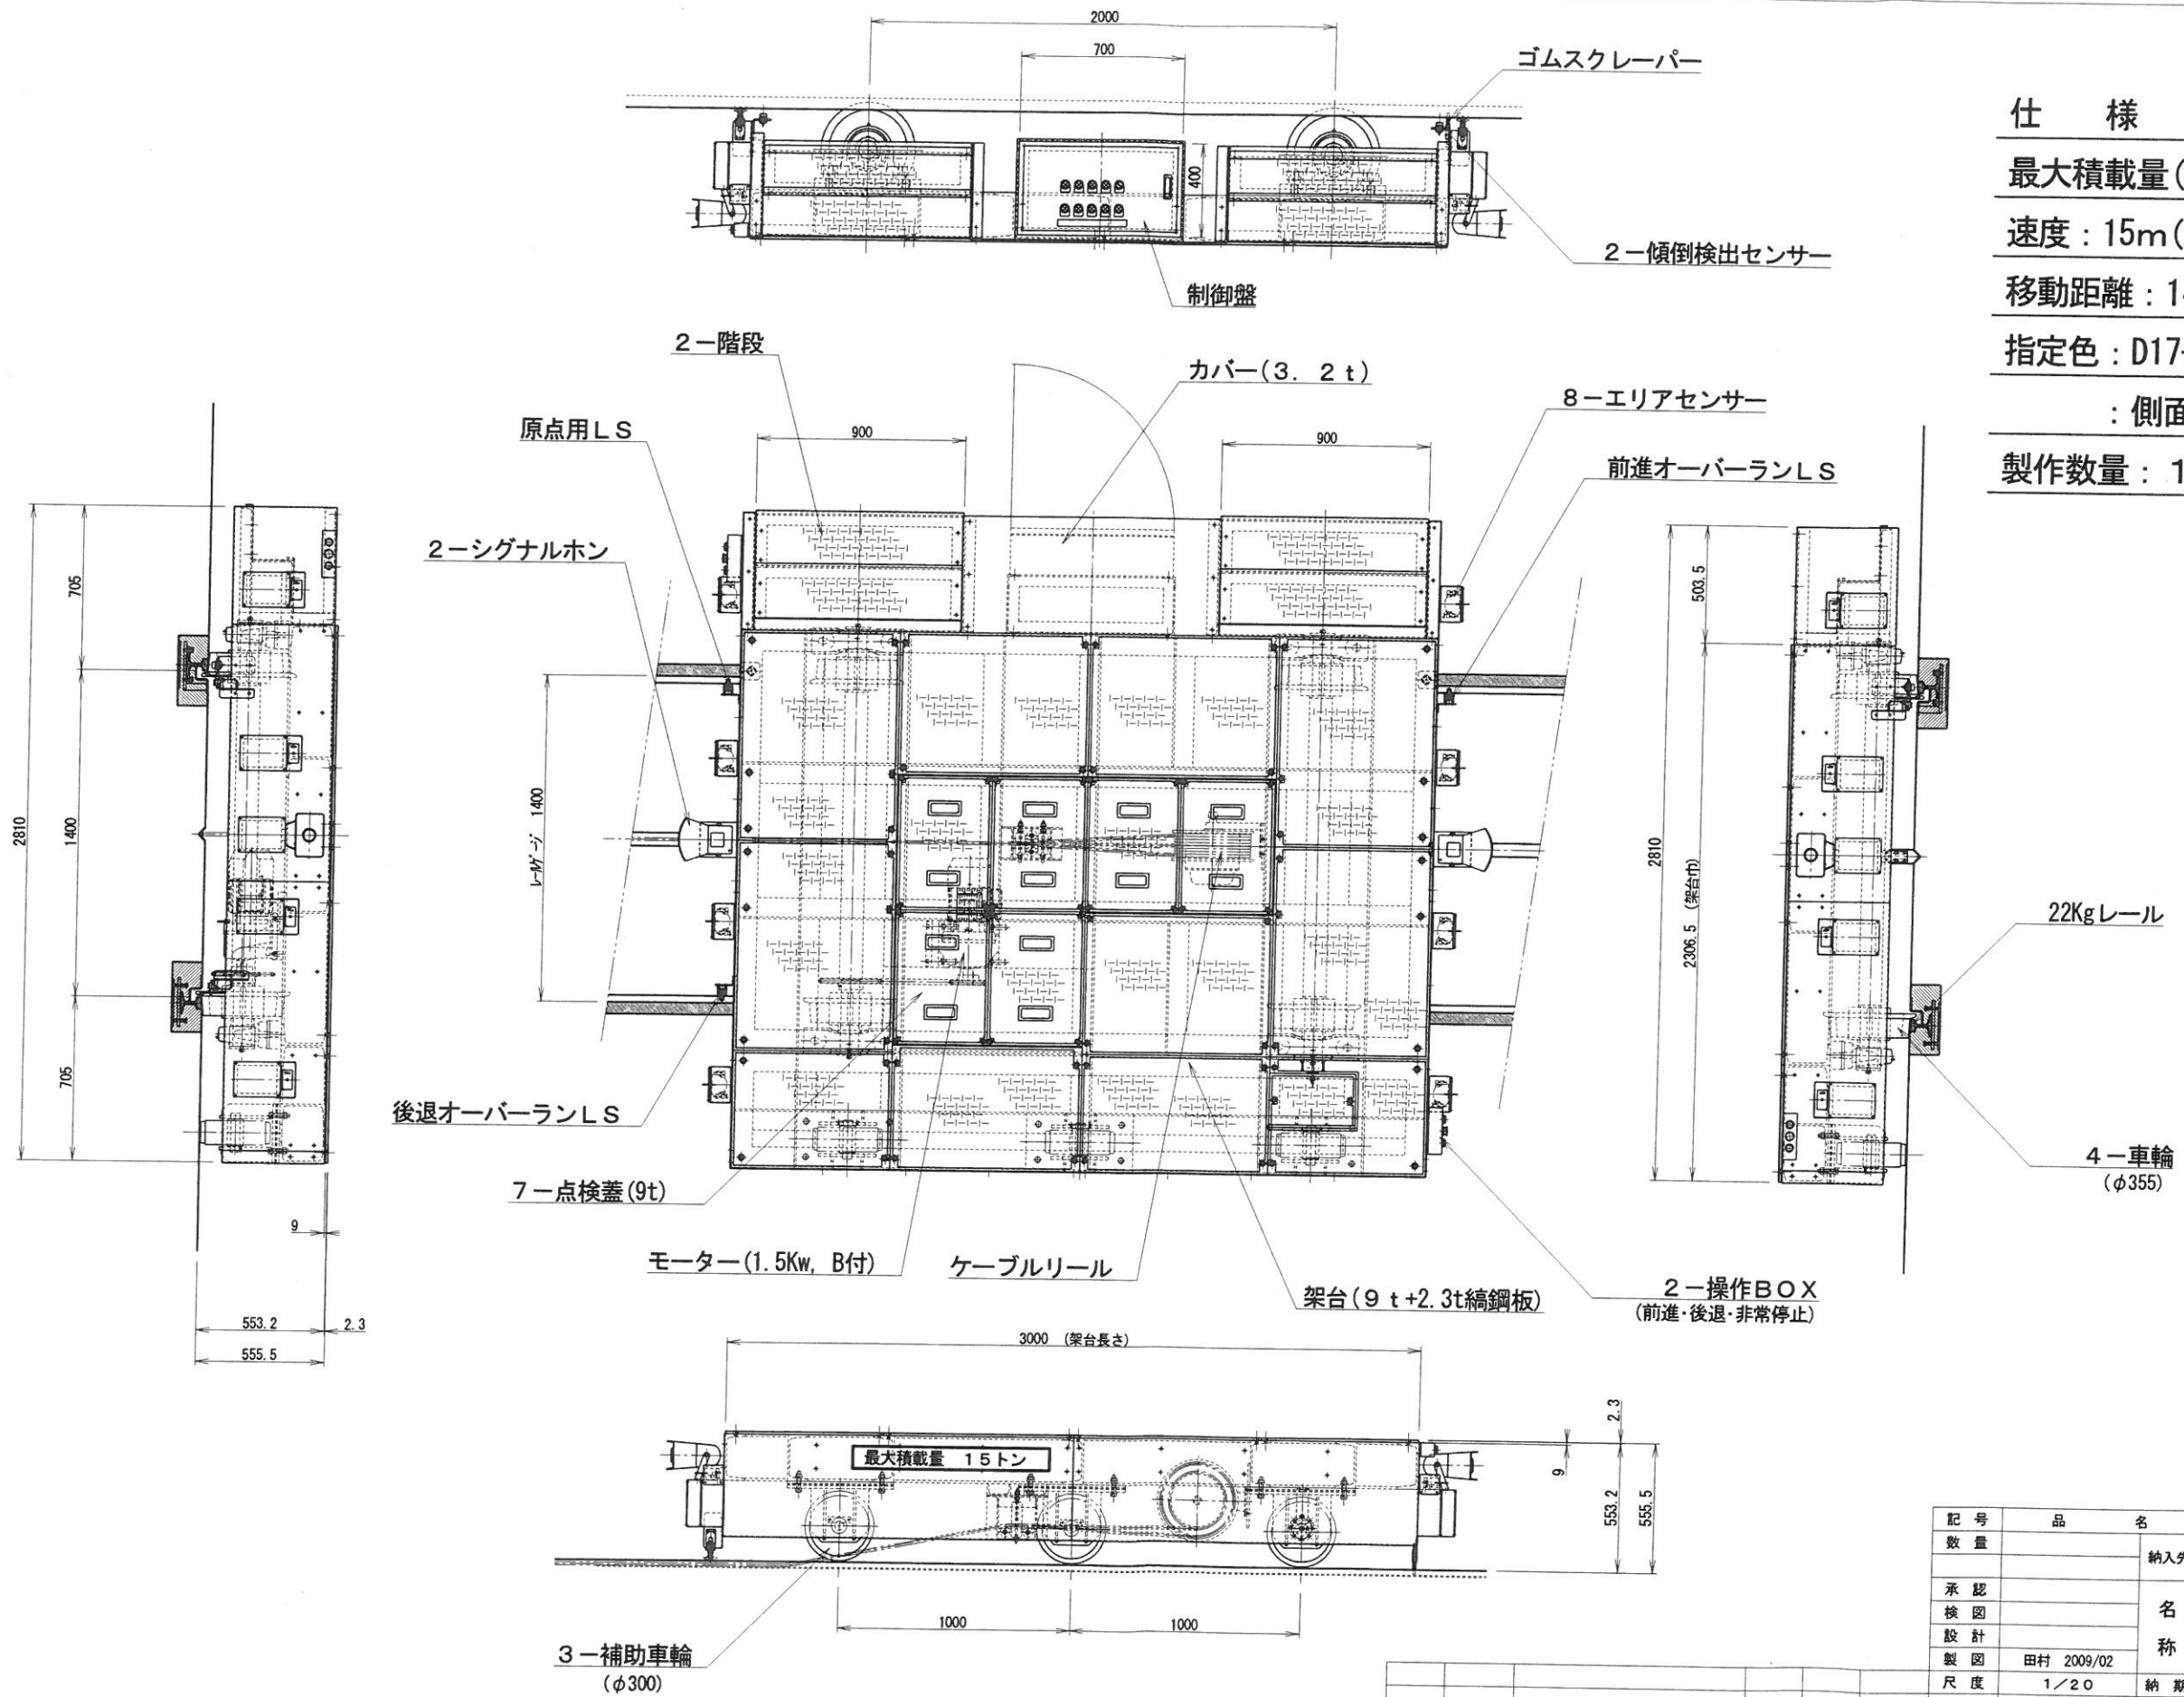 2000
700
ゴムスクレーパー
400
2－傾倒検出センサー
制御盤
仕　様
最大積載量(
速度：15m(
移動距離：1
指定色：D17-
：側面
製作数量：1
2－階段
カバー(3．2ｔ)
8－エリアセンサー
原点用ＬＳ
900
900
前進オーバーランＬＳ
2－シグナルホン
705
1400
705
2810
レールゲージ 1400
503.5
2306.5 (架台巾)
2810
22Kgレール
後退オーバーランＬＳ
4－車輪
(φ355)
7－点検蓋(9t)
モーター(1.5Kw, B付)
ケーブルリール
架台(9ｔ+2.3t縞鋼板)
2－操作ＢＯＸ
(前進・後退・非常停止)
9
553.2
2.3
555.5
3000 (架台長さ)
最大積載量　15トン
2.3
9
553.2
555.5
1000
1000
3－補助車輪
(φ300)
記号
品　名
数量
納入先
承認
検図
名
設計
称
製図
田村 2009/02
尺度
1/20
納